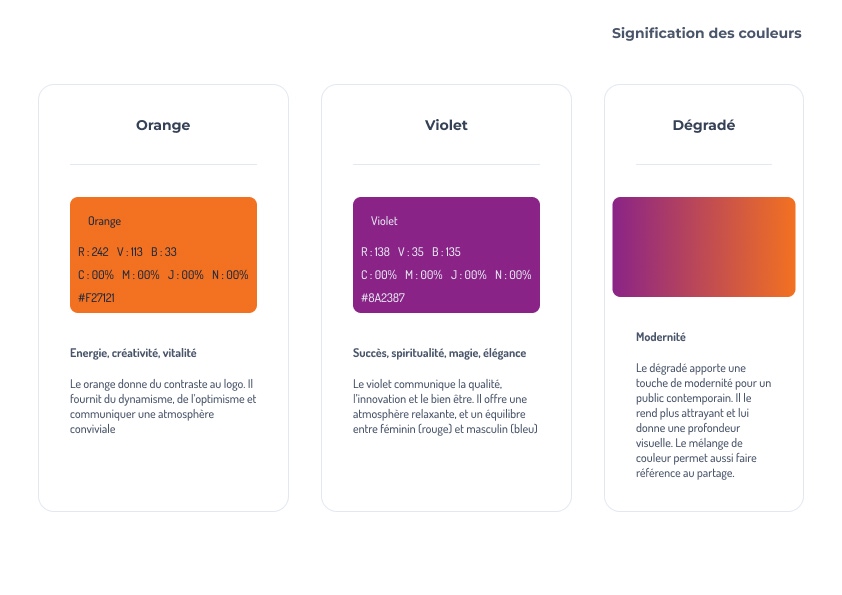 Signification des couleurs
Orange
Orange
R : 242 V : 113 B : 33
C : 00% M : 00% J : 00% N : 00%
#F27121
Energie, créativité, vitalité
Le orange donne du contraste au logo. Il
fournit du dynamisme, de l'optimisme et
communiquer une atmosphère
conviviale
Violet
Violet
R : 138 V : 35 B : 135
C : 00% M : 00% J : 00% N : 00%
#8A2387
Succès, spiritualité, magie, élégance
Le violet communique la qualité,
l'innovation et le bien être. Il offre une
atmosphère relaxante, et un équilibre
entre féminin (rouge) et masculin (bleu)
Dégradé
Modernité
Le dégradé apporte une
touche de modernité pour un
public contemporain. Il le
rend plus attrayant et lui
donne une profondeur
visuelle. Le mélange de
couleur permet aussi faire
référence au partage.